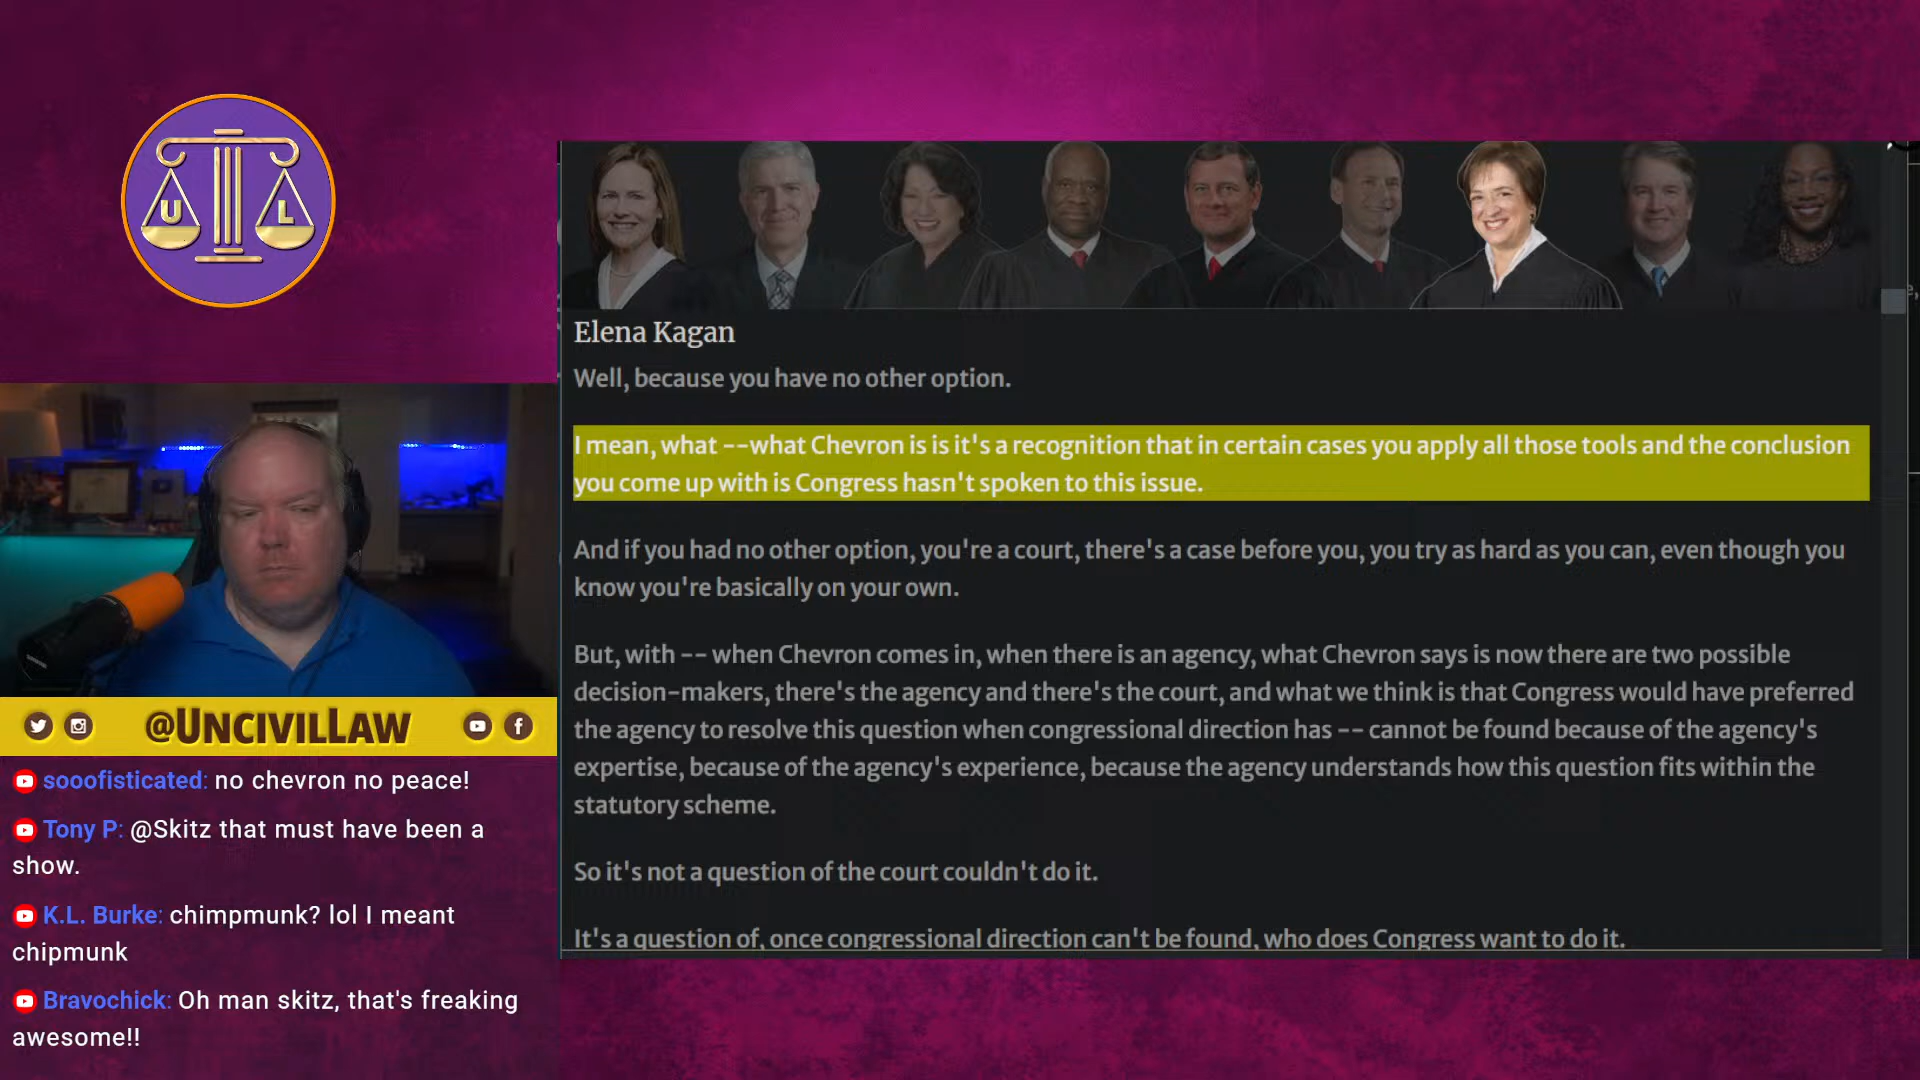 U L
Elena Kagan
Well, because you have no other option.
I mean, what --what Chevron is is it's a recognition that in certain cases you apply all those tools and the conclusion
you come up with is Congress hasn't spoken to this issue.
And if you had no other option, you're a court, there's a case before you, you try as hard as you can, even though you
know you're basically on your own.
But, with -- when Chevron comes in, when there is an agency, what Chevron says is now there are two possible
decision-makers, there's the agency and there's the court, and what we think is that Congress would have preferred
the agency to resolve this question when congressional direction has -- cannot be found because of the agency's
expertise, because of the agency's experience, because the agency understands how this question fits within the
statutory scheme.
So it's not a question of the court couldn't do it.
It's a question of, once congressional direction can't be found, who does Congress want to do it.
@UNCIVILLAW
sooofisticated: no chevron no peace!
Tony P: @Skitz that must have been a
show.
K.L. Burke: chimpmunk? lol I meant
chipmunk
Bravochick: Oh man skitz, that's freaking
awesome!!